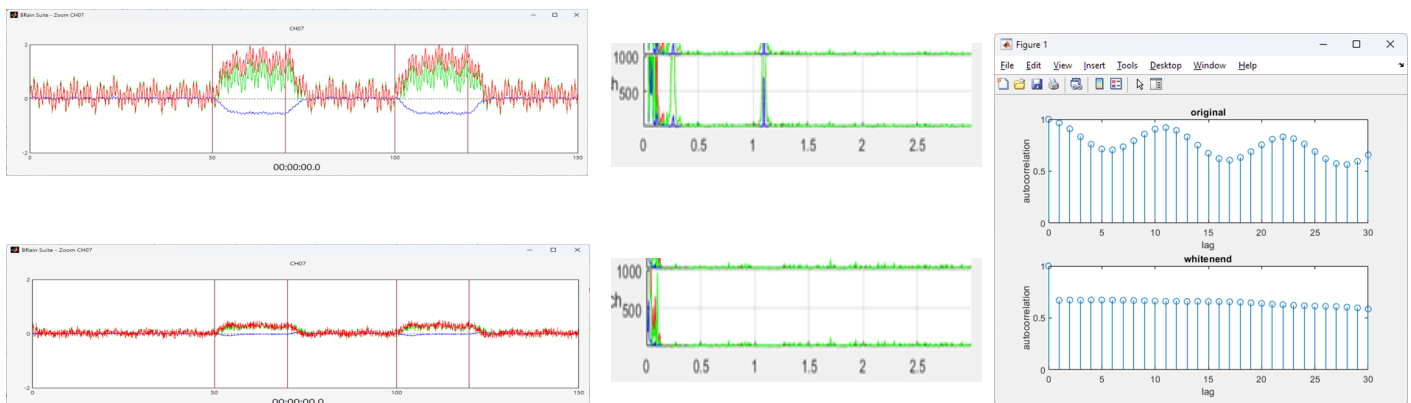 BRain Suite - Zoom CH07
CH07
2
0
-2
0
50
100
150
00:00:00.0
1000
500
0
0.5
1
1.5
2
2.5
Figure 1
File Edit View Insert Tools Desktop Window Help
original
1
0.5
0
autocorrelation
0 5 10 15 20 25 30
lag
whitenend
1
0.5
0
autocorrelation
0 5 10 15 20 25 30
lag
BRain Suite - Zoom CH07
CH07
2
0
-2
0
50
100
150
00:00:00.0
1000
500
0
0.5
1
1.5
2
2.5